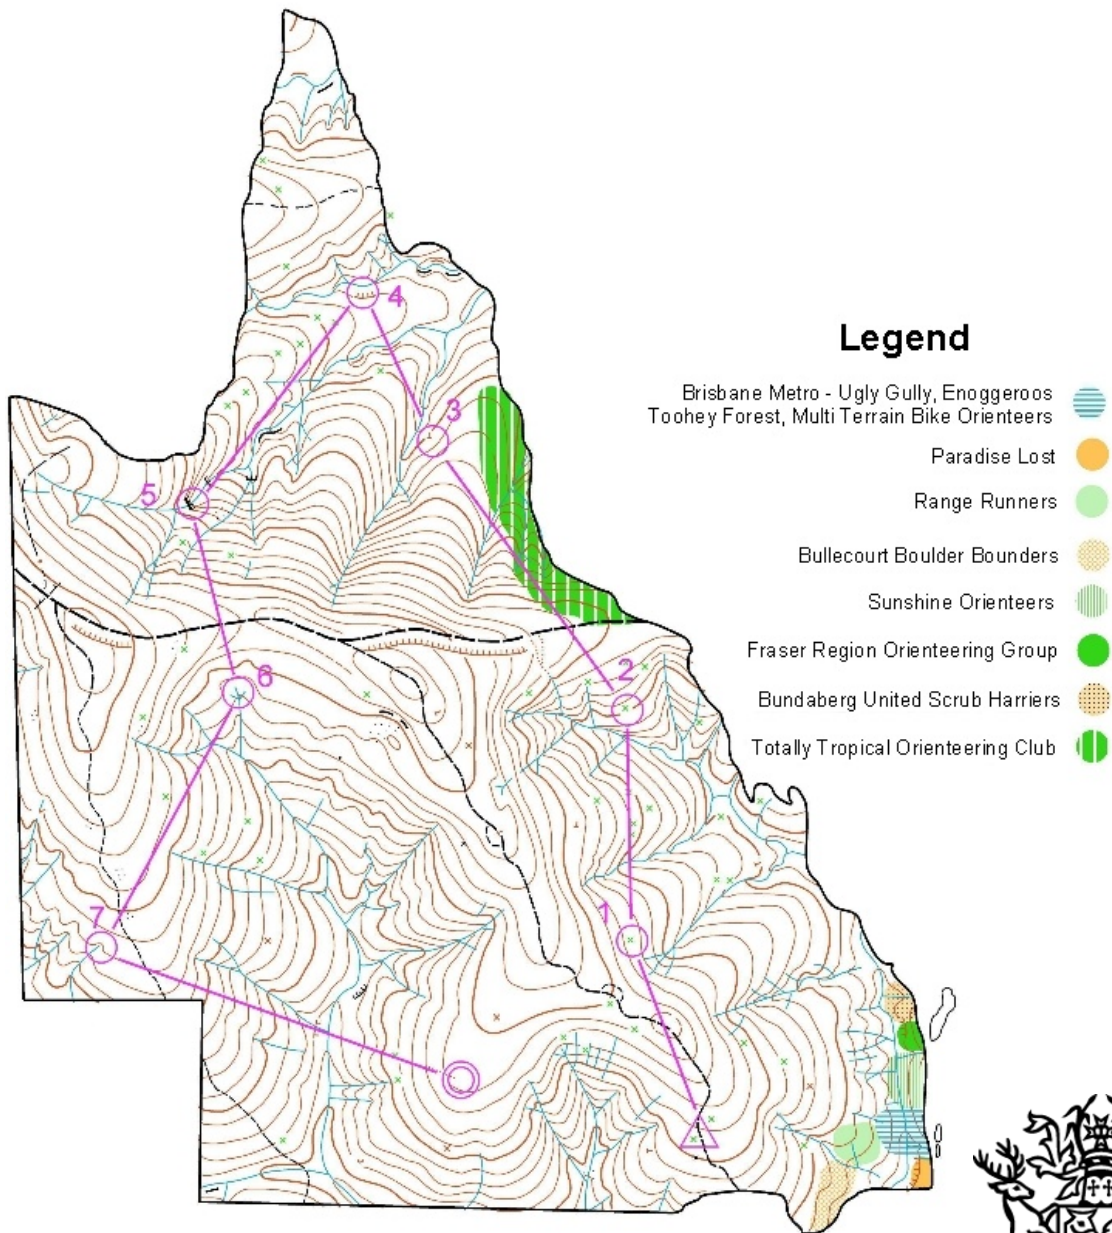 4
3
5
2
6
1
7
Legend
Brisbane Metro - Ugly Gully, Enoggeroos
Toohey Forest, Multi Terrain Bike Orienteers
Paradise Lost
Range Runners
Bullecourt Boulder Bounders
Sunshine Orienteers
Fraser Region Orienteering Group
Bundaberg United Scrub Harriers
Totally Tropical Orienteering Club